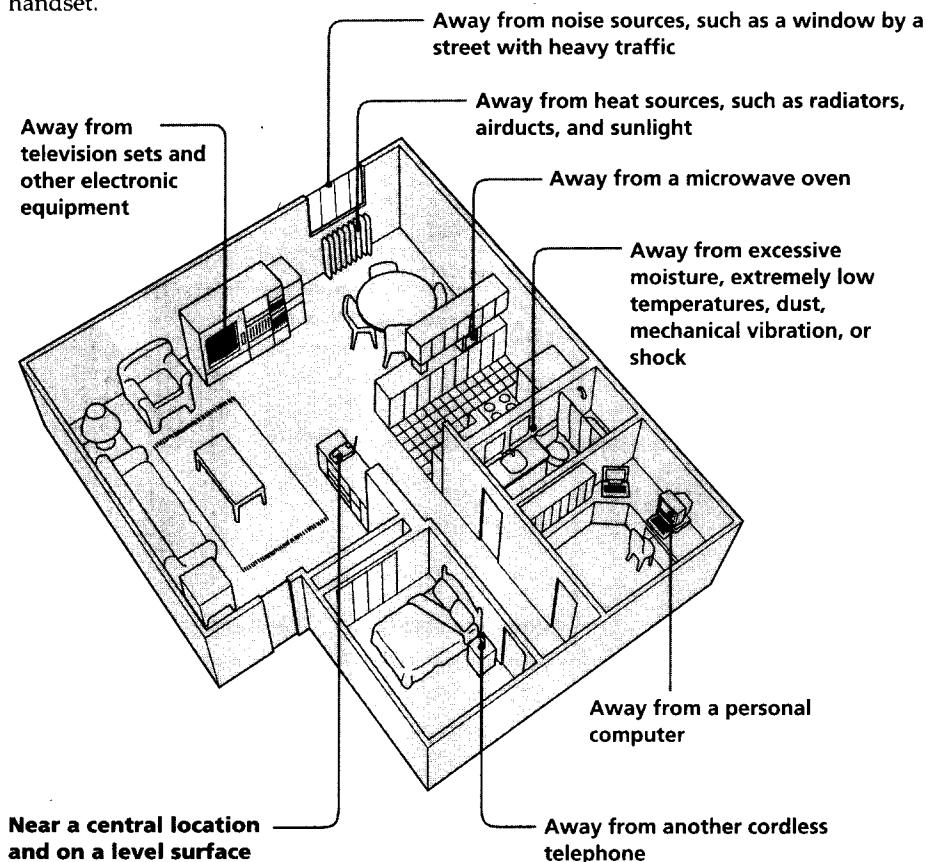 handset.
Away from noise sources, such as a window by a
street with heavy traffic
Away from heat sources, such as radiators,
airducts, and sunlight
Away from
television sets and
other electronic
equipment
Away from a microwave oven
Away from excessive
moisture, extremely low
temperatures, dust,
mechanical vibration, or
shock
Away from a personal
computer
Near a central location
and on a level surface
Away from another cordless
telephone